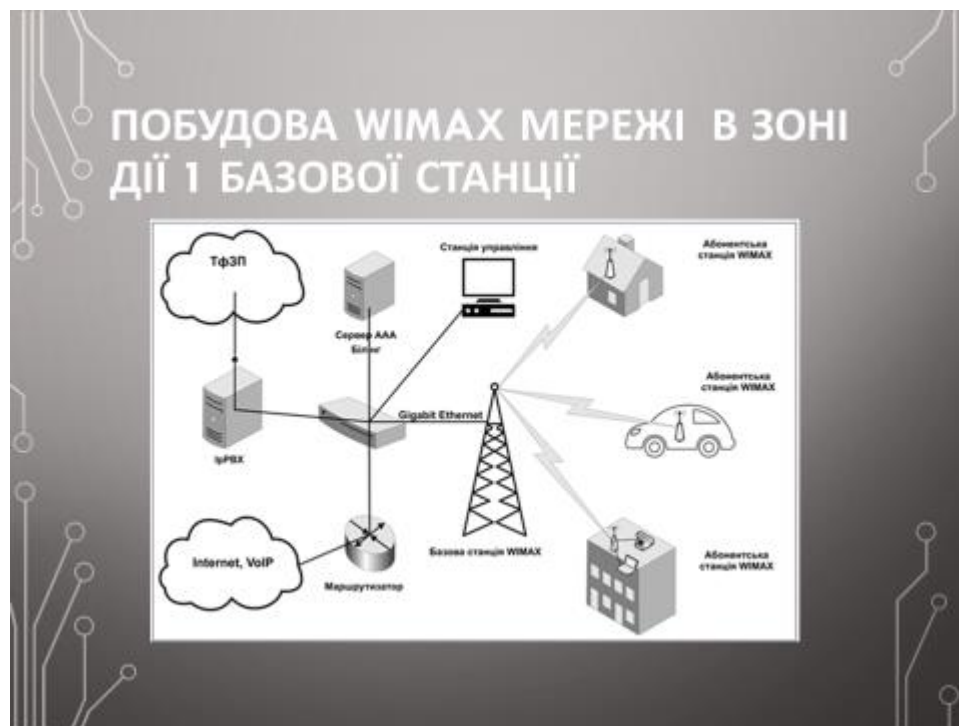 ПОБУДОВА WIMAX МЕРЕЖІ В ЗОНІ
ДІЇ 1 БАЗОВОЇ СТАНЦІЇ
ТфЗП
Станція управління
Абонентська
станція WIMAX
Сервер ААА
Білінг
Абонентська
станція WIMAX
Gigabit Ethernet
IpPBX
Internet, VoIP
Базова станція WIMAX
Абонентська
станція WIMAX
Маршрутизатор